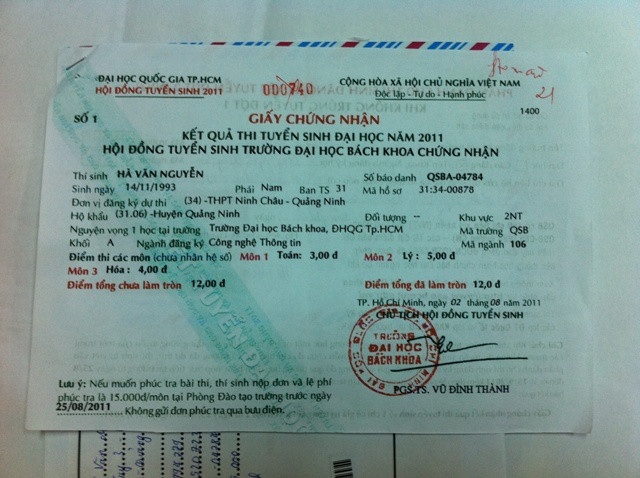 ĐẠI HỌC QUỐC GIA TP.HCM
HỘI ĐỒNG TUYỂN SINH 2011
000740
CỘNG HÒA XÃ HỘI CHỦ NGHĨA VIỆT NAM
Độc lập - Tự do - Hạnh phúc
21
SỐ 1
1400
GIẤY CHỨNG NHẬN
KẾT QUẢ THI TUYỂN SINH ĐẠI HỌC NĂM 2011
HỘI ĐỒNG TUYỂN SINH TRƯỜNG ĐẠI HỌC BÁCH KHOA CHỨNG NHẬN
Thí sinh HÀ VĂN NGUYỄN Số báo danh QSBA-04784
Sinh ngày 14/11/1993 Phái Nam Ban TS 31 Mã hồ sơ 31:34-00878
Đơn vị đăng ký dự thi (34) -THPT Ninh Châu - Quảng Ninh
Hộ khẩu (31.06) -Huyện Quảng Ninh Đối tượng -- Khu vực 2NT
Nguyện vọng 1 học tại trường Trường Đại học Bách khoa, ĐHQG Tp.HCM Mã trường QSB
Khối A Ngành đăng ký Công nghệ Thông tin Mã ngành 106
Điểm thi các môn (chưa nhân hệ số) Môn 1 Toán: 3,00 đ Môn 2 Lý : 5,00 đ
Môn 3 Hóa : 4,00 đ
Điểm tổng chưa làm tròn 12,00 đ Điểm tổng đã làm tròn 12,0 đ
TP. Hồ Chí Minh, ngày 02 tháng 08 năm 2011
CHỦ TỊCH HỘI ĐỒNG TUYỂN SINH
TRƯỜNG
ĐẠI HỌC
BÁCH KHOA
PGS.TS. VŨ ĐÌNH THÀNH
Lưu ý : Nếu muốn phúc tra bài thi, thí sinh nộp đơn và lệ phí
phúc tra là 15.000đ/môn tại Phòng Đào tạo trường trước ngày
25/08/2011 Không gửi đơn phúc tra qua bưu điện.